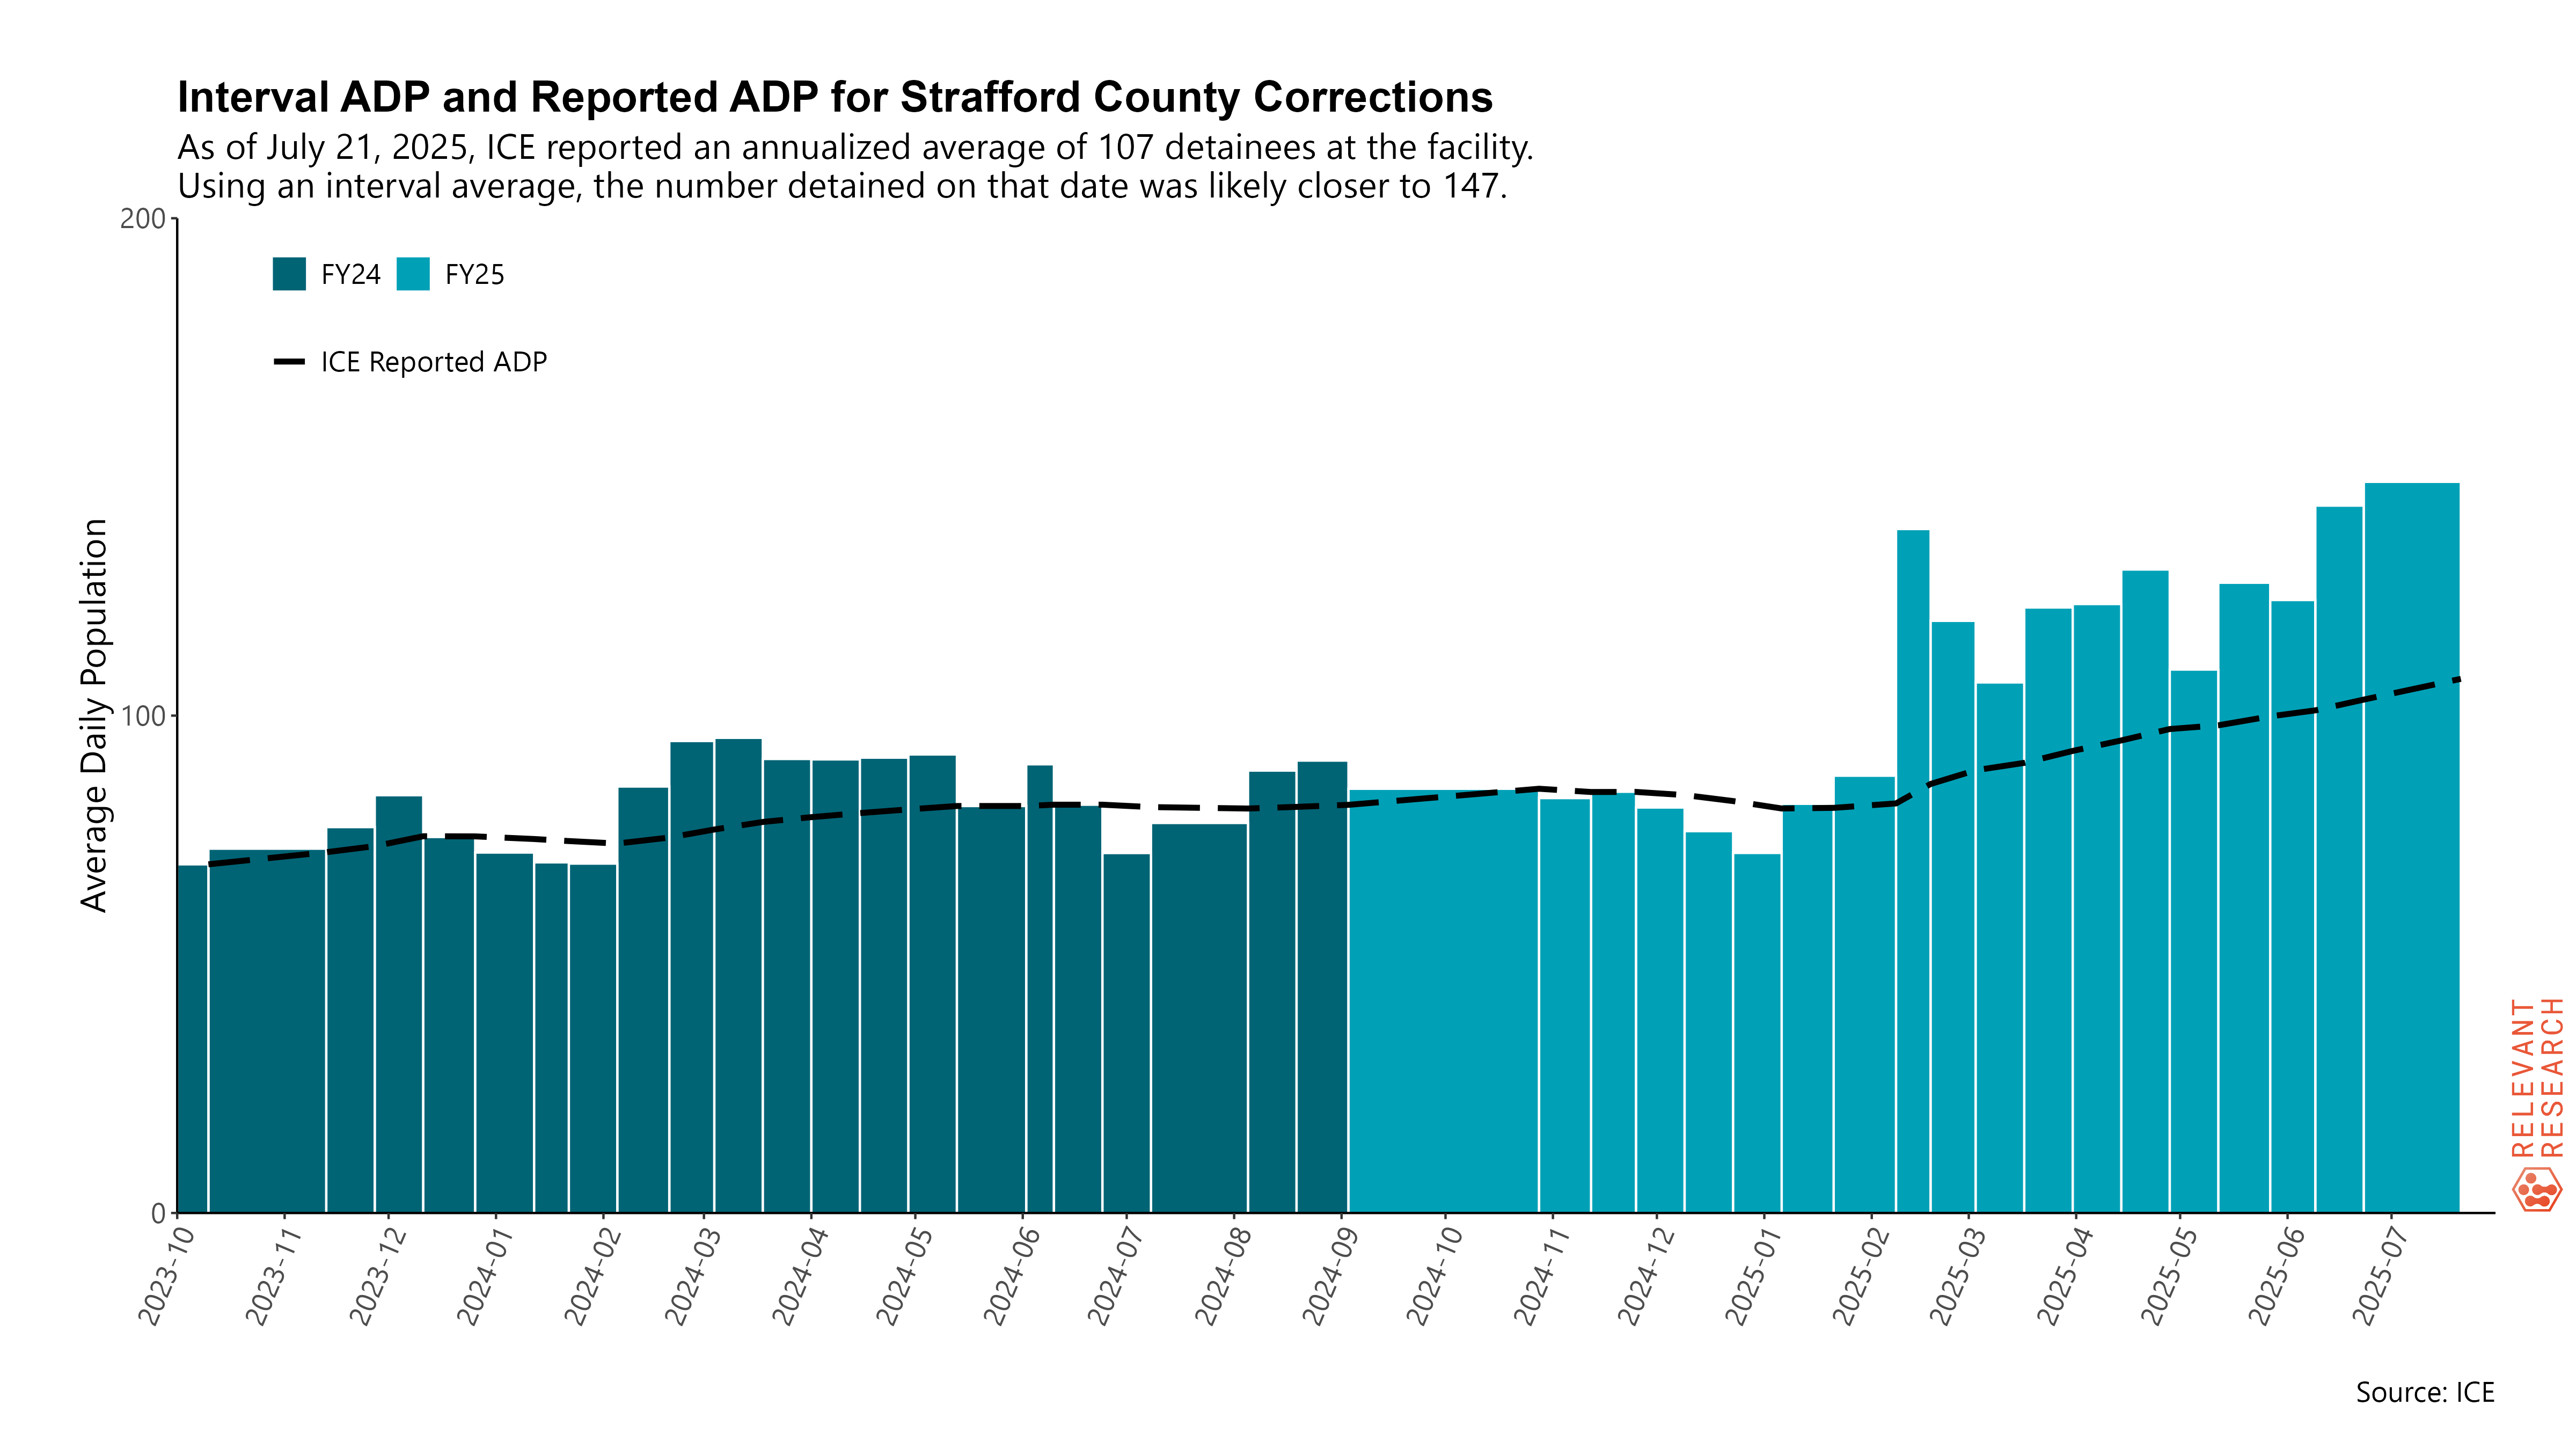 Interval ADP and Reported ADP for Strafford County Corrections
As of July 21, 2025, ICE reported an annualized average of 107 detainees at the facility.
Using an interval average, the number detained on that date was likely closer to 147.
200
FY24 FY25
ICE Reported ADP
Average Daily Population
100
0
2023-10 2023-11 2023-12 2024-01 2024-02 2024-03 2024-04 2024-05 2024-06 2024-07 2024-08 2024-09 2024-10 2024-11 2024-12 2025-01 2025-02 2025-03 2025-04 2025-05 2025-06 2025-07
RELEVANT
RESEARCH
Source: ICE